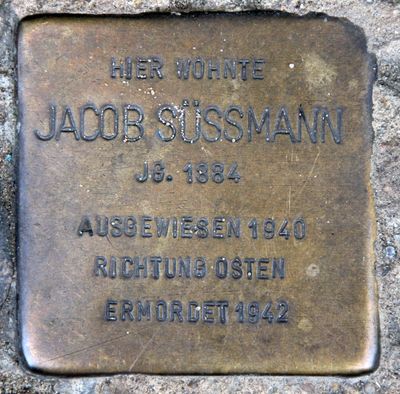 HIER WOHNTE
JACOB SÜSSMANN
JG. 1884
AUSGEWIESEN 1940
RICHTUNG OSTEN
ERMORDET 1942